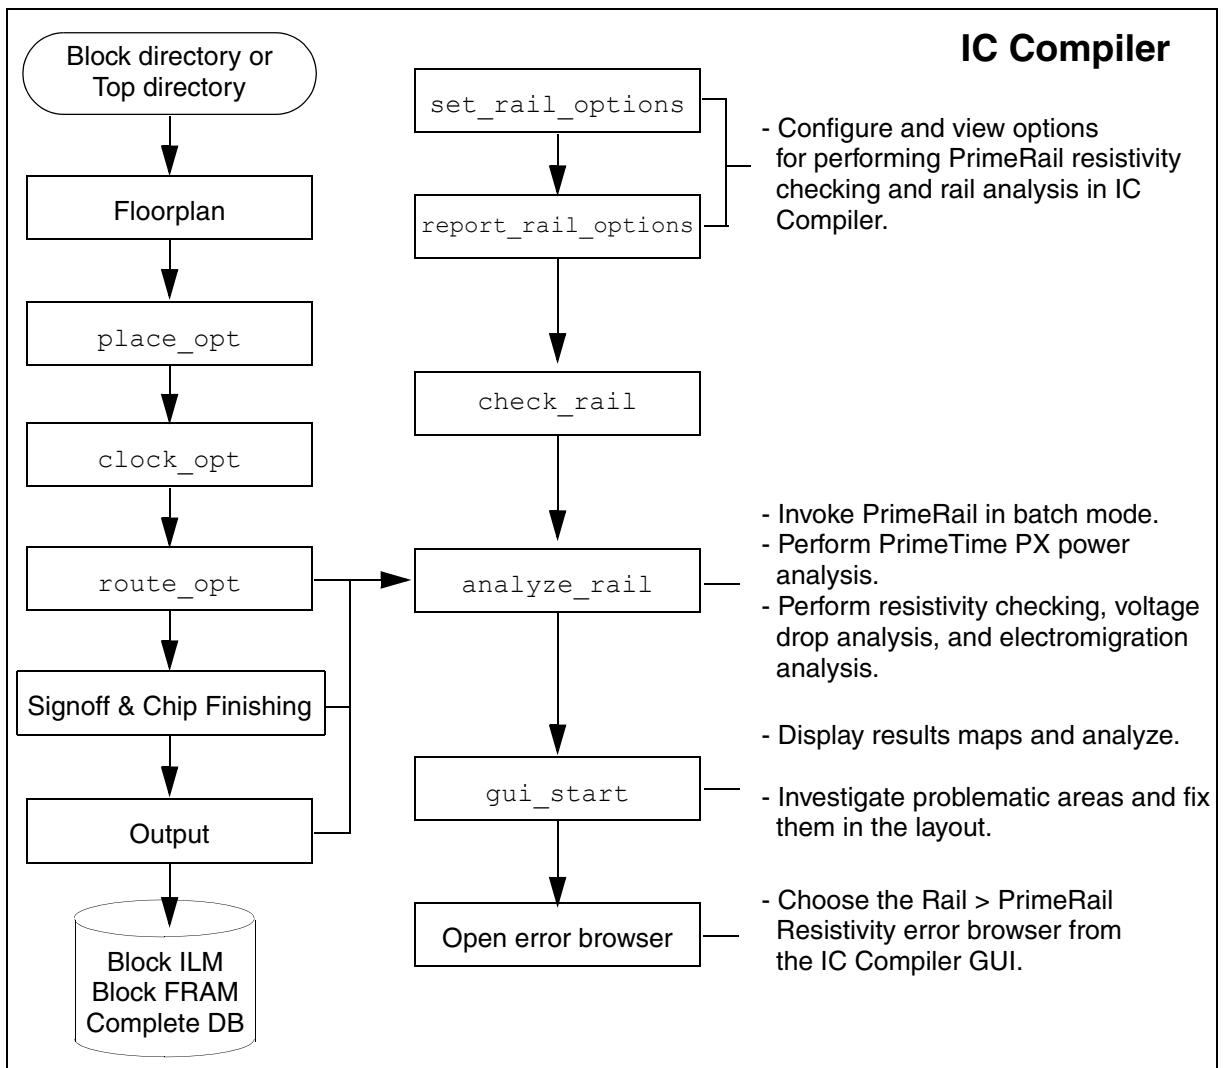 IC Compiler
Block directory or
Top directory
Floorplan
place_opt
clock_opt
route_opt
Signoff & Chip Finishing
Output
Block ILM
Block FRAM
Complete DB
set_rail_options
report_rail_options
- Configure and view options
for performing PrimeRail resistivity
checking and rail analysis in IC
Compiler.
check_rail
analyze_rail
- Invoke PrimeRail in batch mode.
- Perform PrimeTime PX power
analysis.
- Perform resistivity checking, voltage
drop analysis, and electromigration
analysis.
gui_start
- Display results maps and analyze.
- Investigate problematic areas and fix
them in the layout.
Open error browser
- Choose the Rail > PrimeRail
Resistivity error browser from
the IC Compiler GUI.